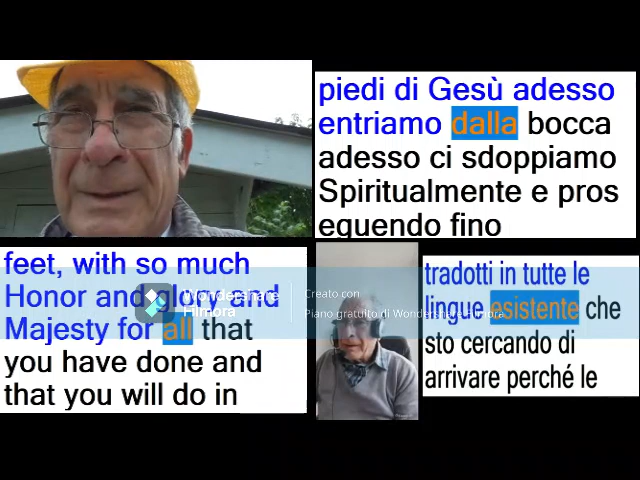 piedi di Gesù adesso
entriamo dalla bocca
adesso ci sdoppiamo
Spiritualmente e pros
eguendo fino
feet, with so much
Honor and glory and
Majesty for all that
you have done and
that you will do in
Wondershare
Filmora
Creato con
Piano gratuito di Wondershare Filmora
tradotti in tutte le
lingue esistente che
sto cercando di
arrivare perché le